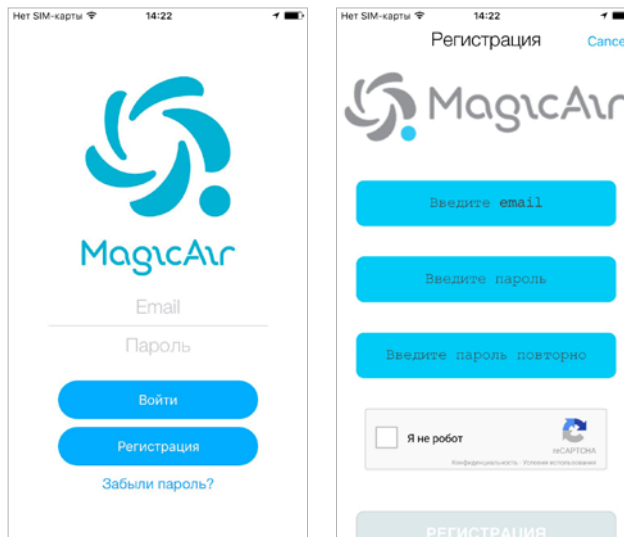 Нет SIM-карты 14:22
MagicAir
Email
Пароль
Войти
Регистрация
Забыли пароль?
Нет SIM-карты 14:22
Регистрация Cance
MagicAir
Введите email
Введите пароль
Введите пароль повторно
Я не робот
reCAPTCHA
Конфиденциальность - Условия использования
РЕГИСТРАЦИЯ